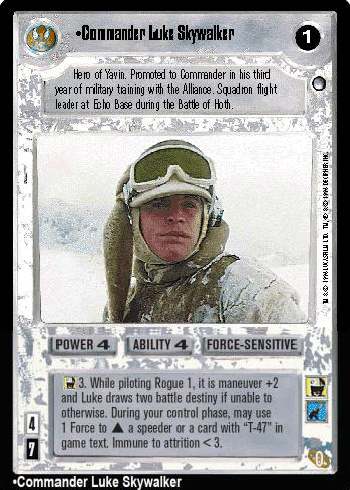 •Commander Luke Skywalker
1
Hero of Yavin. Promoted to Commander in his third
year of military training with the Alliance. Squadron flight
leader at Echo Base during the Battle of Hoth.
POWER 4 ABILITY 4 FORCE-SENSITIVE
3. While piloting Rogue 1, it is maneuver +2
and Luke draws two battle destiny if unable to
otherwise. During your control phase, may use
1 Force to ▲ a speeder or a card with "T-47" in
game text. Immune to attrition < 3.
4
7
•Commander Luke Skywalker